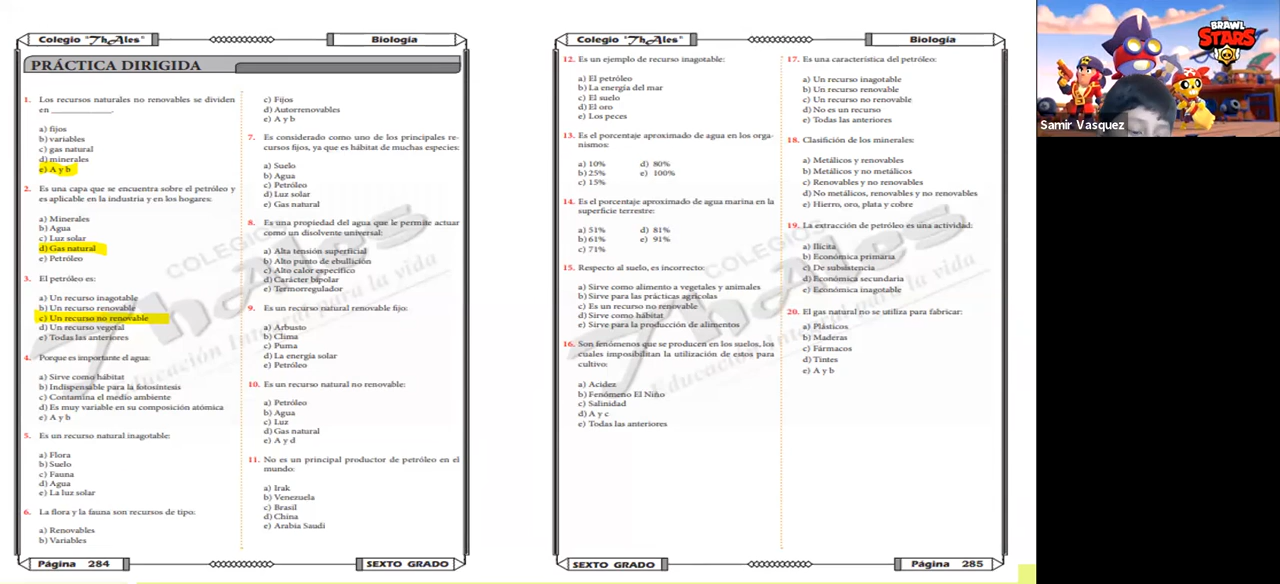 Colegio "ThAles"
Biología
PRÁCTICA DIRIGIDA
1. Los recursos naturales no renovables se dividen
en ____________.
a) fijos
b) variables
c) gas natural
d) minerales
e) A y b
2. Es una capa que se encuentra sobre el petróleo y
es aplicable en la industria y en los hogares:
a) Minerales
b) Agua
c) Luz solar
d) Gas natural
e) Petróleo
3. El petróleo es:
a) Un recurso inagotable
b) Un recurso renovable
c) Un recurso no renovable
d) Un recurso vegetal
e) Todas las anteriores
4. Porque es importante el agua:
a) Sirve como hábitat
b) Indispensable para la fotosíntesis
c) Contamina el medio ambiente
d) Es muy variable en su composición atómica
e) A y b
5. Es un recurso natural inagotable:
a) Flora
b) Suelo
c) Fauna
d) Agua
e) La luz solar
6. La flora y la fauna son recursos de tipo:
a) Renovables
b) Variables
c) Fijos
d) Autorrenovables
e) A y b
7. Es considerado como uno de los principales re-
cursos fijos, ya que es hábitat de muchas especies:
a) Suelo
b) Agua
c) Petróleo
d) Luz solar
e) Gas natural
8. Es una propiedad del agua que le permite actuar
como un disolvente universal:
a) Alta tensión superficial
b) Alto punto de ebullición
c) Alto calor específico
d) Carácter bipolar
e) Termorregulador
9. Es un recurso natural renovable fijo:
a) Arbusto
b) Clima
c) Puma
d) La energía solar
e) Petróleo
10. Es un recurso natural no renovable:
a) Petróleo
b) Agua
c) Luz
d) Gas natural
e) A y d
11. No es un principal productor de petróleo en el
mundo:
a) Irak
b) Venezuela
c) Brasil
d) China
e) Arabia Saudí
Página 284
SEXTO GRADO
COLEGIO
ThAles
Educación Integral para la vida
Colegio "ThAles"
Biología
12. Es un ejemplo de recurso inagotable:
a) El petróleo
b) La energía del mar
c) El suelo
d) El oro
e) Los peces
13. Es el porcentaje aproximado de agua en los orga-
nismos:
a) 10% d) 80%
b) 25% e) 100%
c) 15%
14. Es el porcentaje aproximado de agua marina en la
superficie terrestre:
a) 51% d) 81%
b) 61% e) 91%
c) 71%
15. Respecto al suelo, es incorrecto:
a) Sirve como alimento a vegetales y animales
b) Sirve para las prácticas agrícolas
c) Es un recurso no renovable
d) Sirve como hábitat
e) Sirve para la producción de alimentos
16. Son fenómenos que se producen en los suelos, los
cuales imposibilitan la utilización de estos para
cultivo:
a) Acidez
b) Fenómeno El Niño
c) Salinidad
d) A y c
e) Todas las anteriores
17. Es una característica del petróleo:
a) Un recurso inagotable
b) Un recurso renovable
c) Un recurso no renovable
d) No es un recurso
e) Todas las anteriores
18. Clasifición de los minerales:
a) Metálicos y renovables
b) Metálicos y no metálicos
c) Renovables y no renovables
d) No metálicos, renovables y no renovables
e) Hierro, oro, plata y cobre
19. La extracción de petróleo es una actividad:
a) Ilícita
b) Económica primaria
c) De subsistencia
d) Económica secundaria
e) Económica inagotable
20. El gas natural no se utiliza para fabricar:
a) Plásticos
b) Maderas
c) Fármacos
d) Tintes
e) A y b
SEXTO GRADO
Página 285
COLEGIO
ThAles
Educación Integral para la vida
BRAWL
STARS
Samir Vasquez